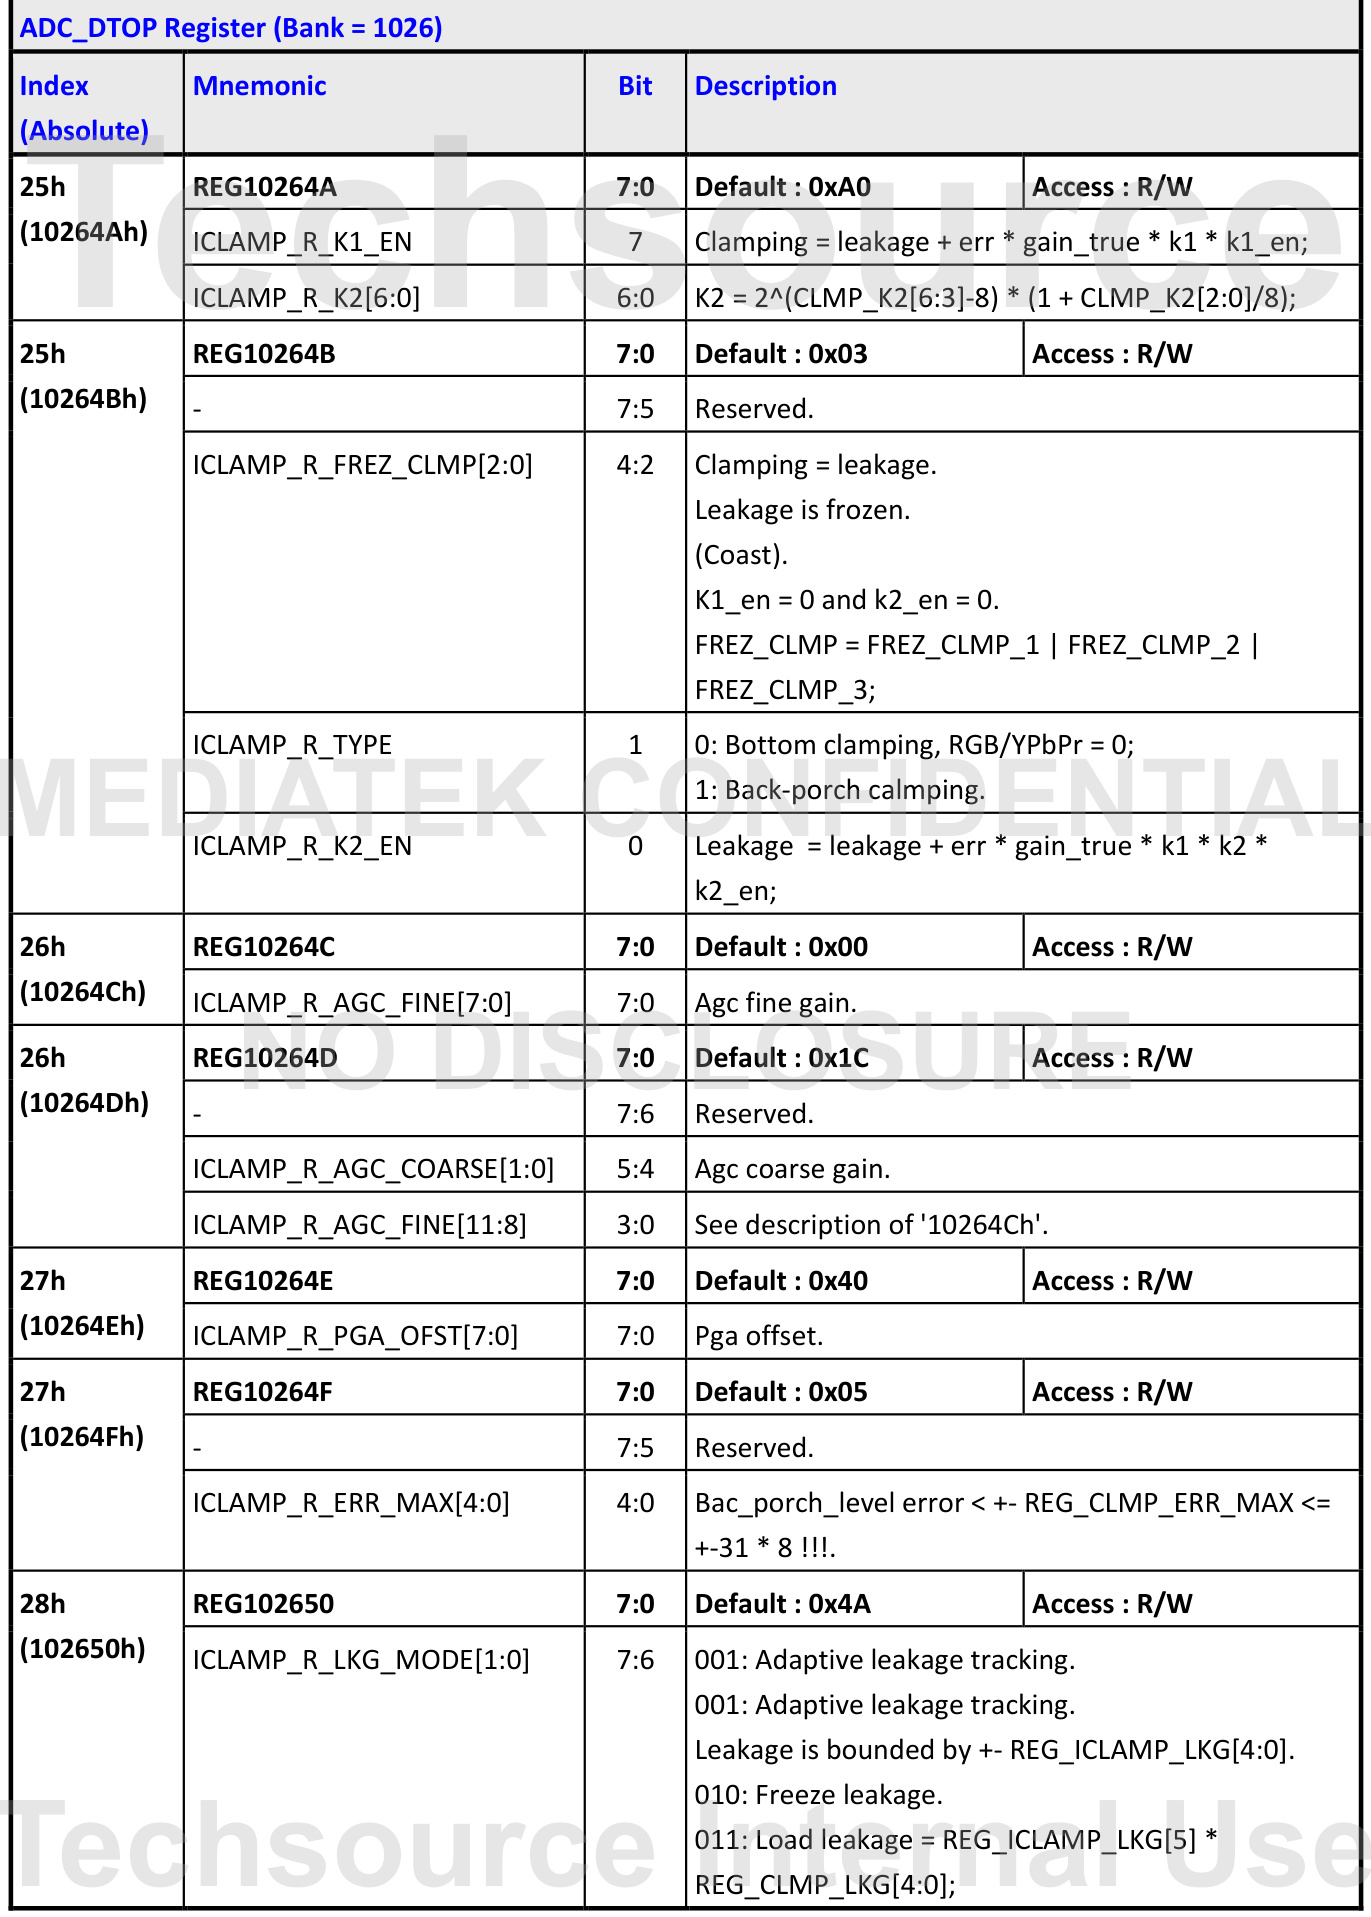 ADC_DTOP Register (Bank = 1026)
Index (Absolute) Mnemonic Bit Description
25h (10264Ah) REG10264A 7:0 Default : 0xA0 Access : R/W
ICLAMP_R_K1_EN 7 Clamping = leakage + err * gain_true * k1 * k1_en;
ICLAMP_R_K2[6:0] 6:0 K2 = 2^(CLMP_K2[6:3]-8) * (1 + CLMP_K2[2:0]/8);
25h (10264Bh) REG10264B 7:0 Default : 0x03 Access : R/W
- 7:5 Reserved.
ICLAMP_R_FREZ_CLMP[2:0] 4:2 Clamping = leakage.
Leakage is frozen.
(Coast).
K1_en = 0 and k2_en = 0.
FREZ_CLMP = FREZ_CLMP_1 | FREZ_CLMP_2 |
FREZ_CLMP_3;
ICLAMP_R_TYPE 1 0: Bottom clamping, RGB/YPbPr = 0;
1: Back-porch calmping.
ICLAMP_R_K2_EN 0 Leakage = leakage + err * gain_true * k1 * k2 *
k2_en;
26h (10264Ch) REG10264C 7:0 Default : 0x00 Access : R/W
ICLAMP_R_AGC_FINE[7:0] 7:0 Agc fine gain.
26h (10264Dh) REG10264D 7:0 Default : 0x1C Access : R/W
- 7:6 Reserved.
ICLAMP_R_AGC_COARSE[1:0] 5:4 Agc coarse gain.
ICLAMP_R_AGC_FINE[11:8] 3:0 See description of '10264Ch'.
27h (10264Eh) REG10264E 7:0 Default : 0x40 Access : R/W
ICLAMP_R_PGA_OFST[7:0] 7:0 Pga offset.
27h (10264Fh) REG10264F 7:0 Default : 0x05 Access : R/W
- 7:5 Reserved.
ICLAMP_R_ERR_MAX[4:0] 4:0 Bac_porch_level error < +- REG_CLMP_ERR_MAX <=
+-31 * 8 !!!.
28h (102650h) REG102650 7:0 Default : 0x4A Access : R/W
ICLAMP_R_LKG_MODE[1:0] 7:6 001: Adaptive leakage tracking.
001: Adaptive leakage tracking.
Leakage is bounded by +- REG_ICLAMP_LKG[4:0].
010: Freeze leakage.
011: Load leakage = REG_ICLAMP_LKG[5] *
REG_CLMP_LKG[4:0];
Techsource
MEDIATEK CONFIDENTIAL
NO DISCLOSURE
Techsource Internal Use